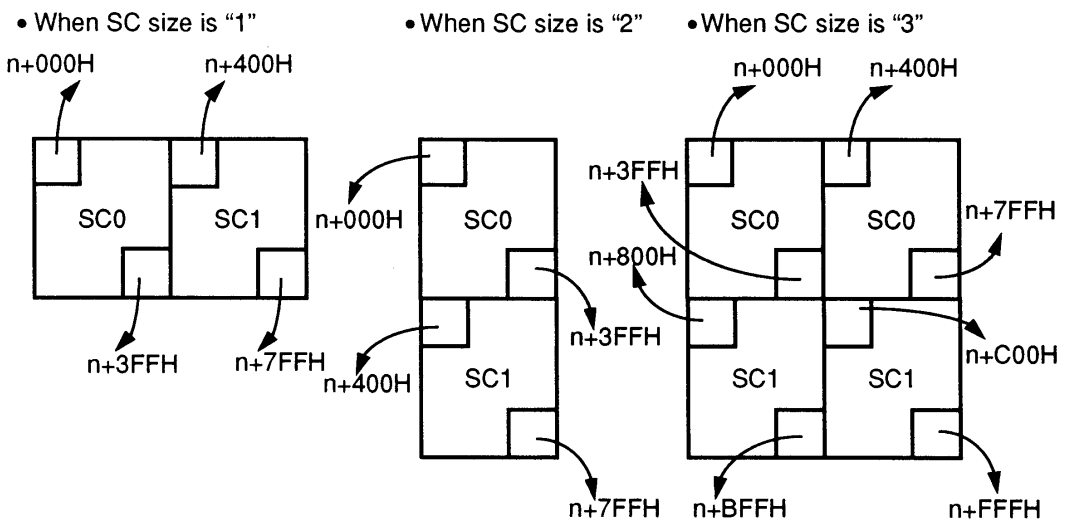 • When SC size is “1”
n+000H
n+400H
SC0
SC1
n+3FFH
n+7FFH
• When SC size is “2”
n+000H
SC0
n+3FFH
n+400H
SC1
n+7FFH
• When SC size is “3”
n+000H
n+400H
n+3FFH
SC0
SC0
n+7FFH
n+800H
n+C00H
SC1
SC1
n+BFFH
n+FFFH